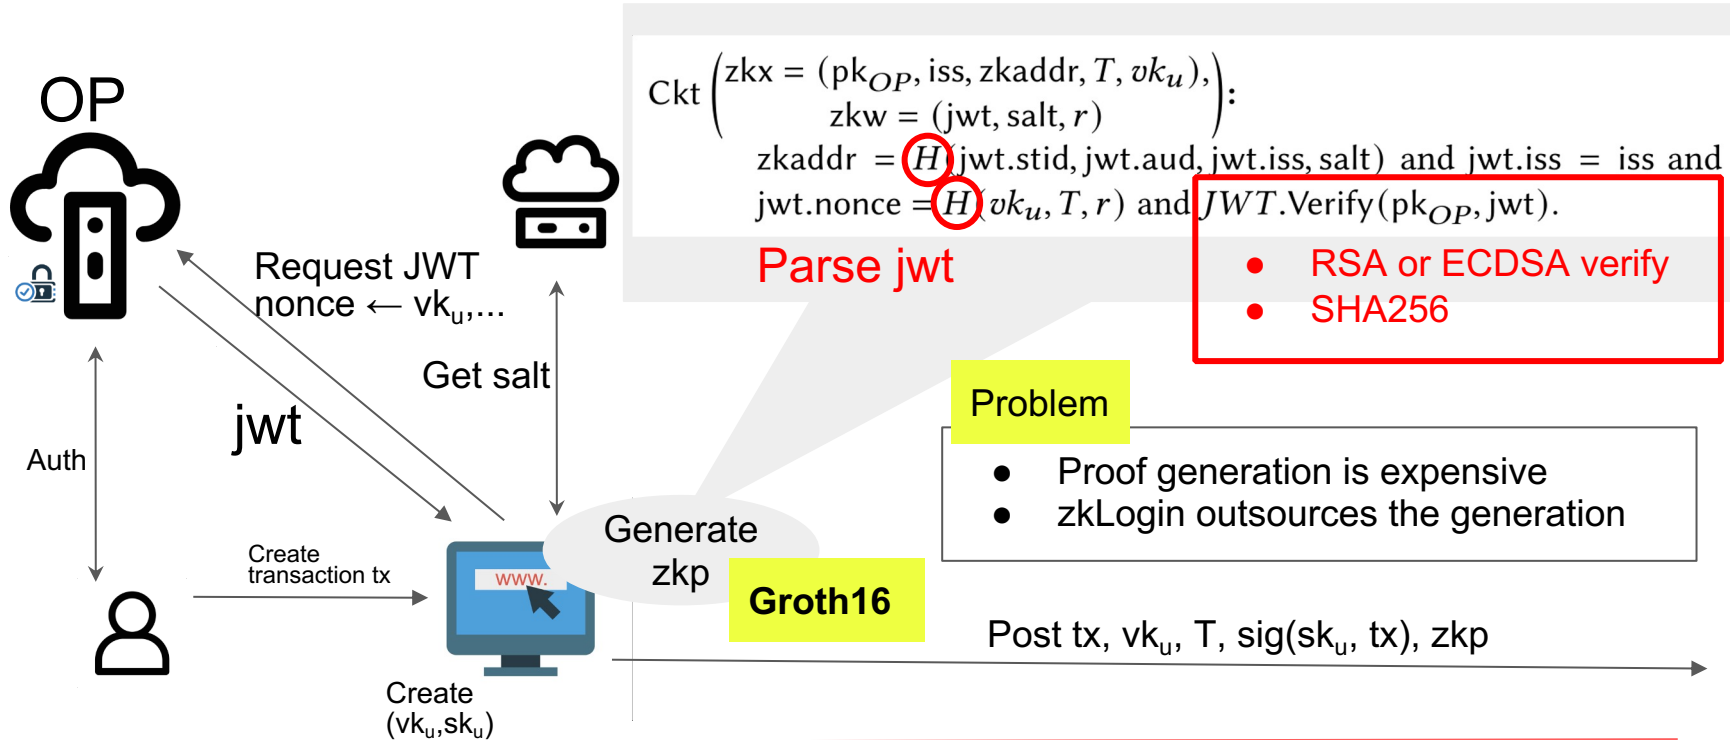 OP
Ckt ( zkx = (pk_OP, iss, zkaddr, T, vk_u),
zkw = (jwt, salt, r) ):
zkaddr = H(jwt.stid, jwt.aud, jwt.iss, salt) and jwt.iss = iss and
jwt.nonce = H(vk_u, T, r) and JWT.Verify(pk_OP, jwt).
Parse jwt
● RSA or ECDSA verify
● SHA256
Request JWT
nonce ← vk_u,...
Get salt
jwt
Auth
Problem
● Proof generation is expensive
● zkLogin outsources the generation
Generate
zkp
Groth16
www.
Create
transaction tx
Create
(vk_u,sk_u)
Post tx, vk_u, T, sig(sk_u, tx), zkp